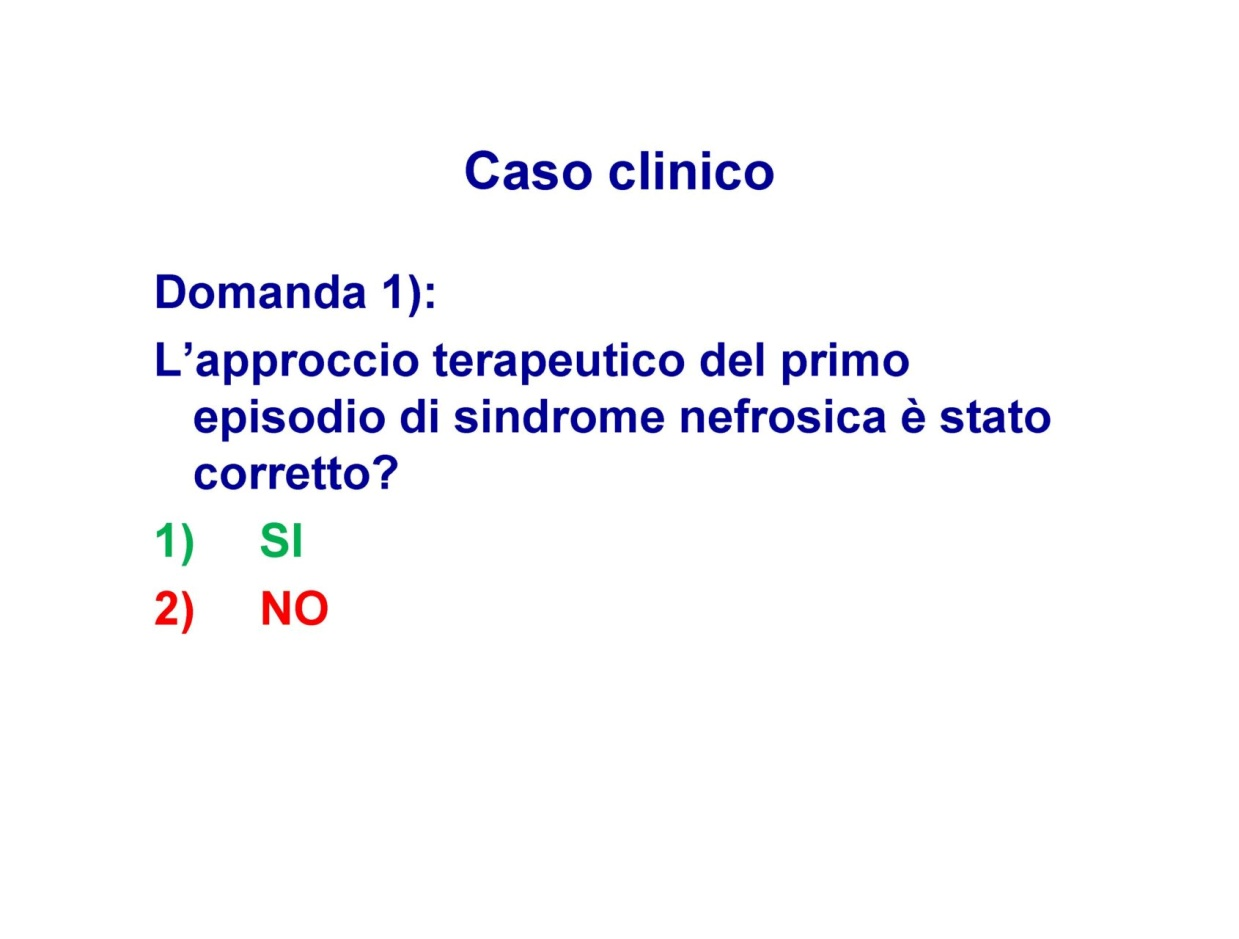 Caso clinico
Domanda 1):
L’approccio terapeutico del primo
episodio di sindrome nefrosica è stato
corretto?
1) SI
2) NO